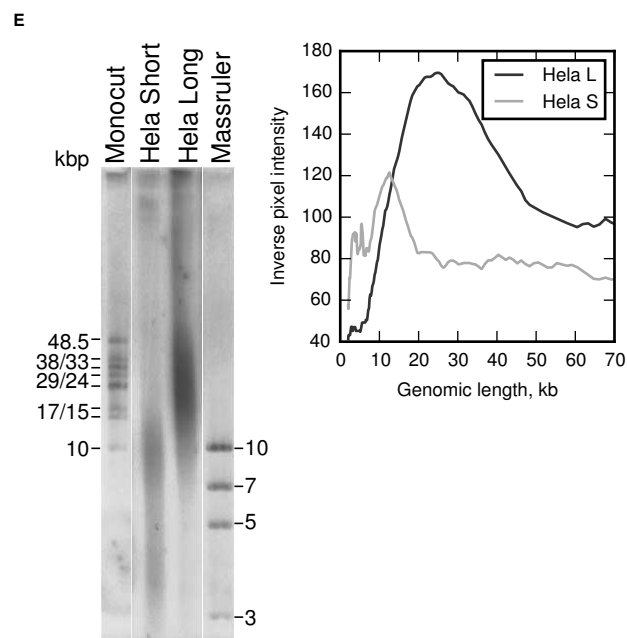 E
kbp
Monocut
Hela Short
Hela Long
Massruler
48.5
38/33
29/24
17/15
10
10
7
5
3
180
160
140
120
100
80
60
40
Inverse pixel intensity
Hela L
Hela S
0 10 20 30 40 50 60 70
Genomic length, kb